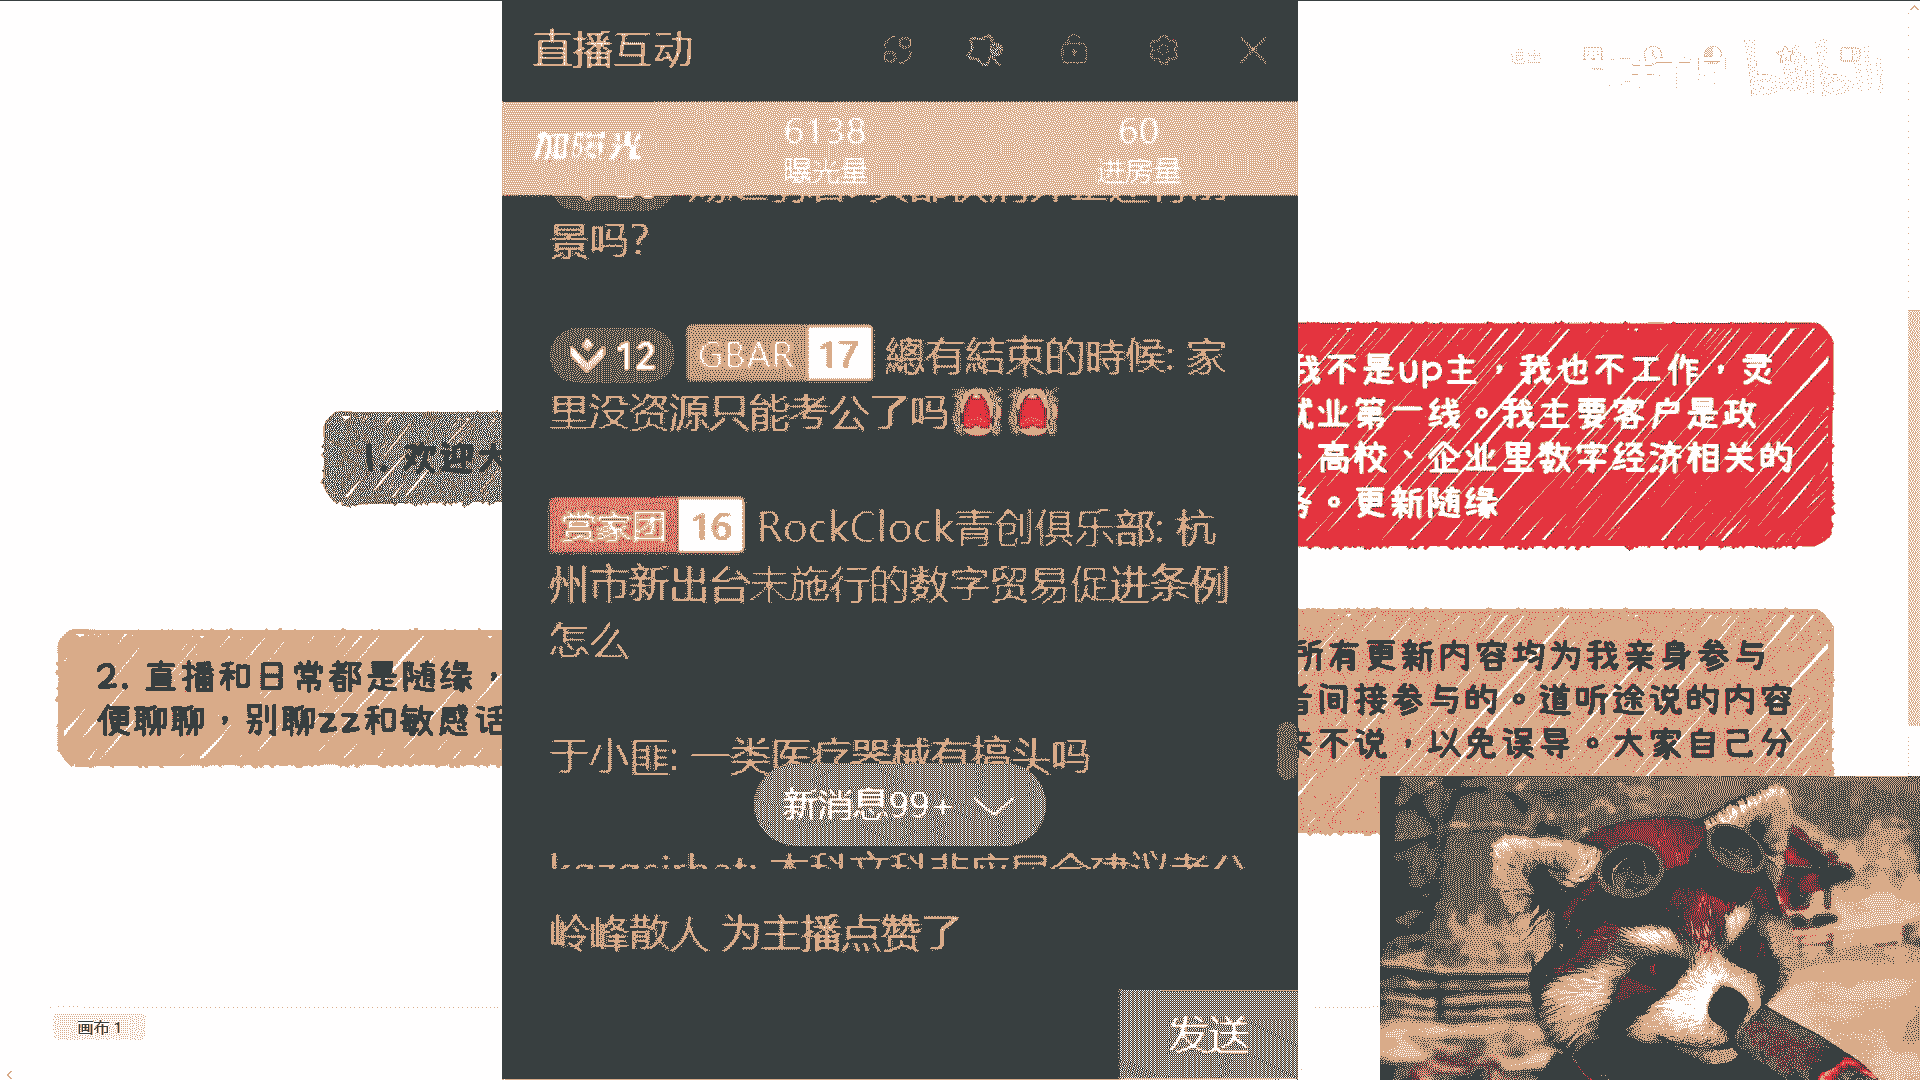 直播互动
加曝光
6138
曝光量
60
进房量
景吗?
12 GBAR 17 總有結束的時候: 家
里没资源只能考公了吗
赏家团 16 RockClock青创俱乐部: 杭
州市新出台未施行的数字贸易促进条例
怎么
于小匪: 一类医疗器械有搞头吗
新消息99+
岭峰散人 为主播点赞了
发送
1. 欢迎大
2. 直播和日常都是随缘，
便聊聊，别聊zz和敏感话
我不是up主，我也不工作，灵
就业第一线。我主要客户是政
、高校、企业里数字经济相关的
务。更新随缘
所有更新内容均为我亲身参与
者间接参与的。道听途说的内容
来不说，以免误导。大家自己分
画布 1